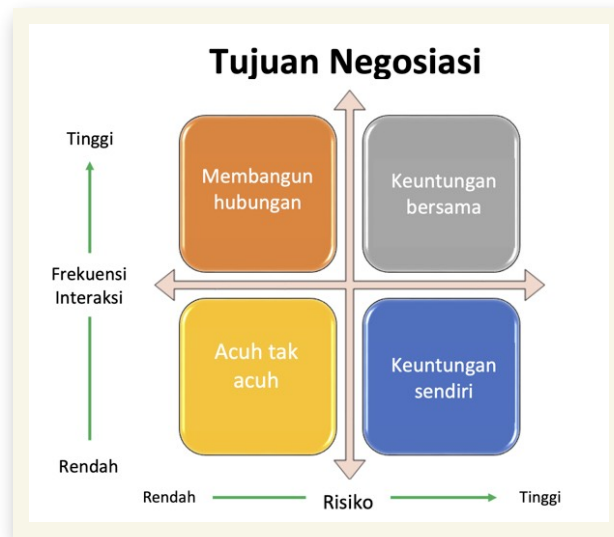 Tujuan Negosiasi
Tinggi
Frekuensi
Interaksi
Rendah
Membangun
hubungan
Keuntungan
bersama
Acuh tak
acuh
Keuntungan
sendiri
Rendah
Risiko
Tinggi